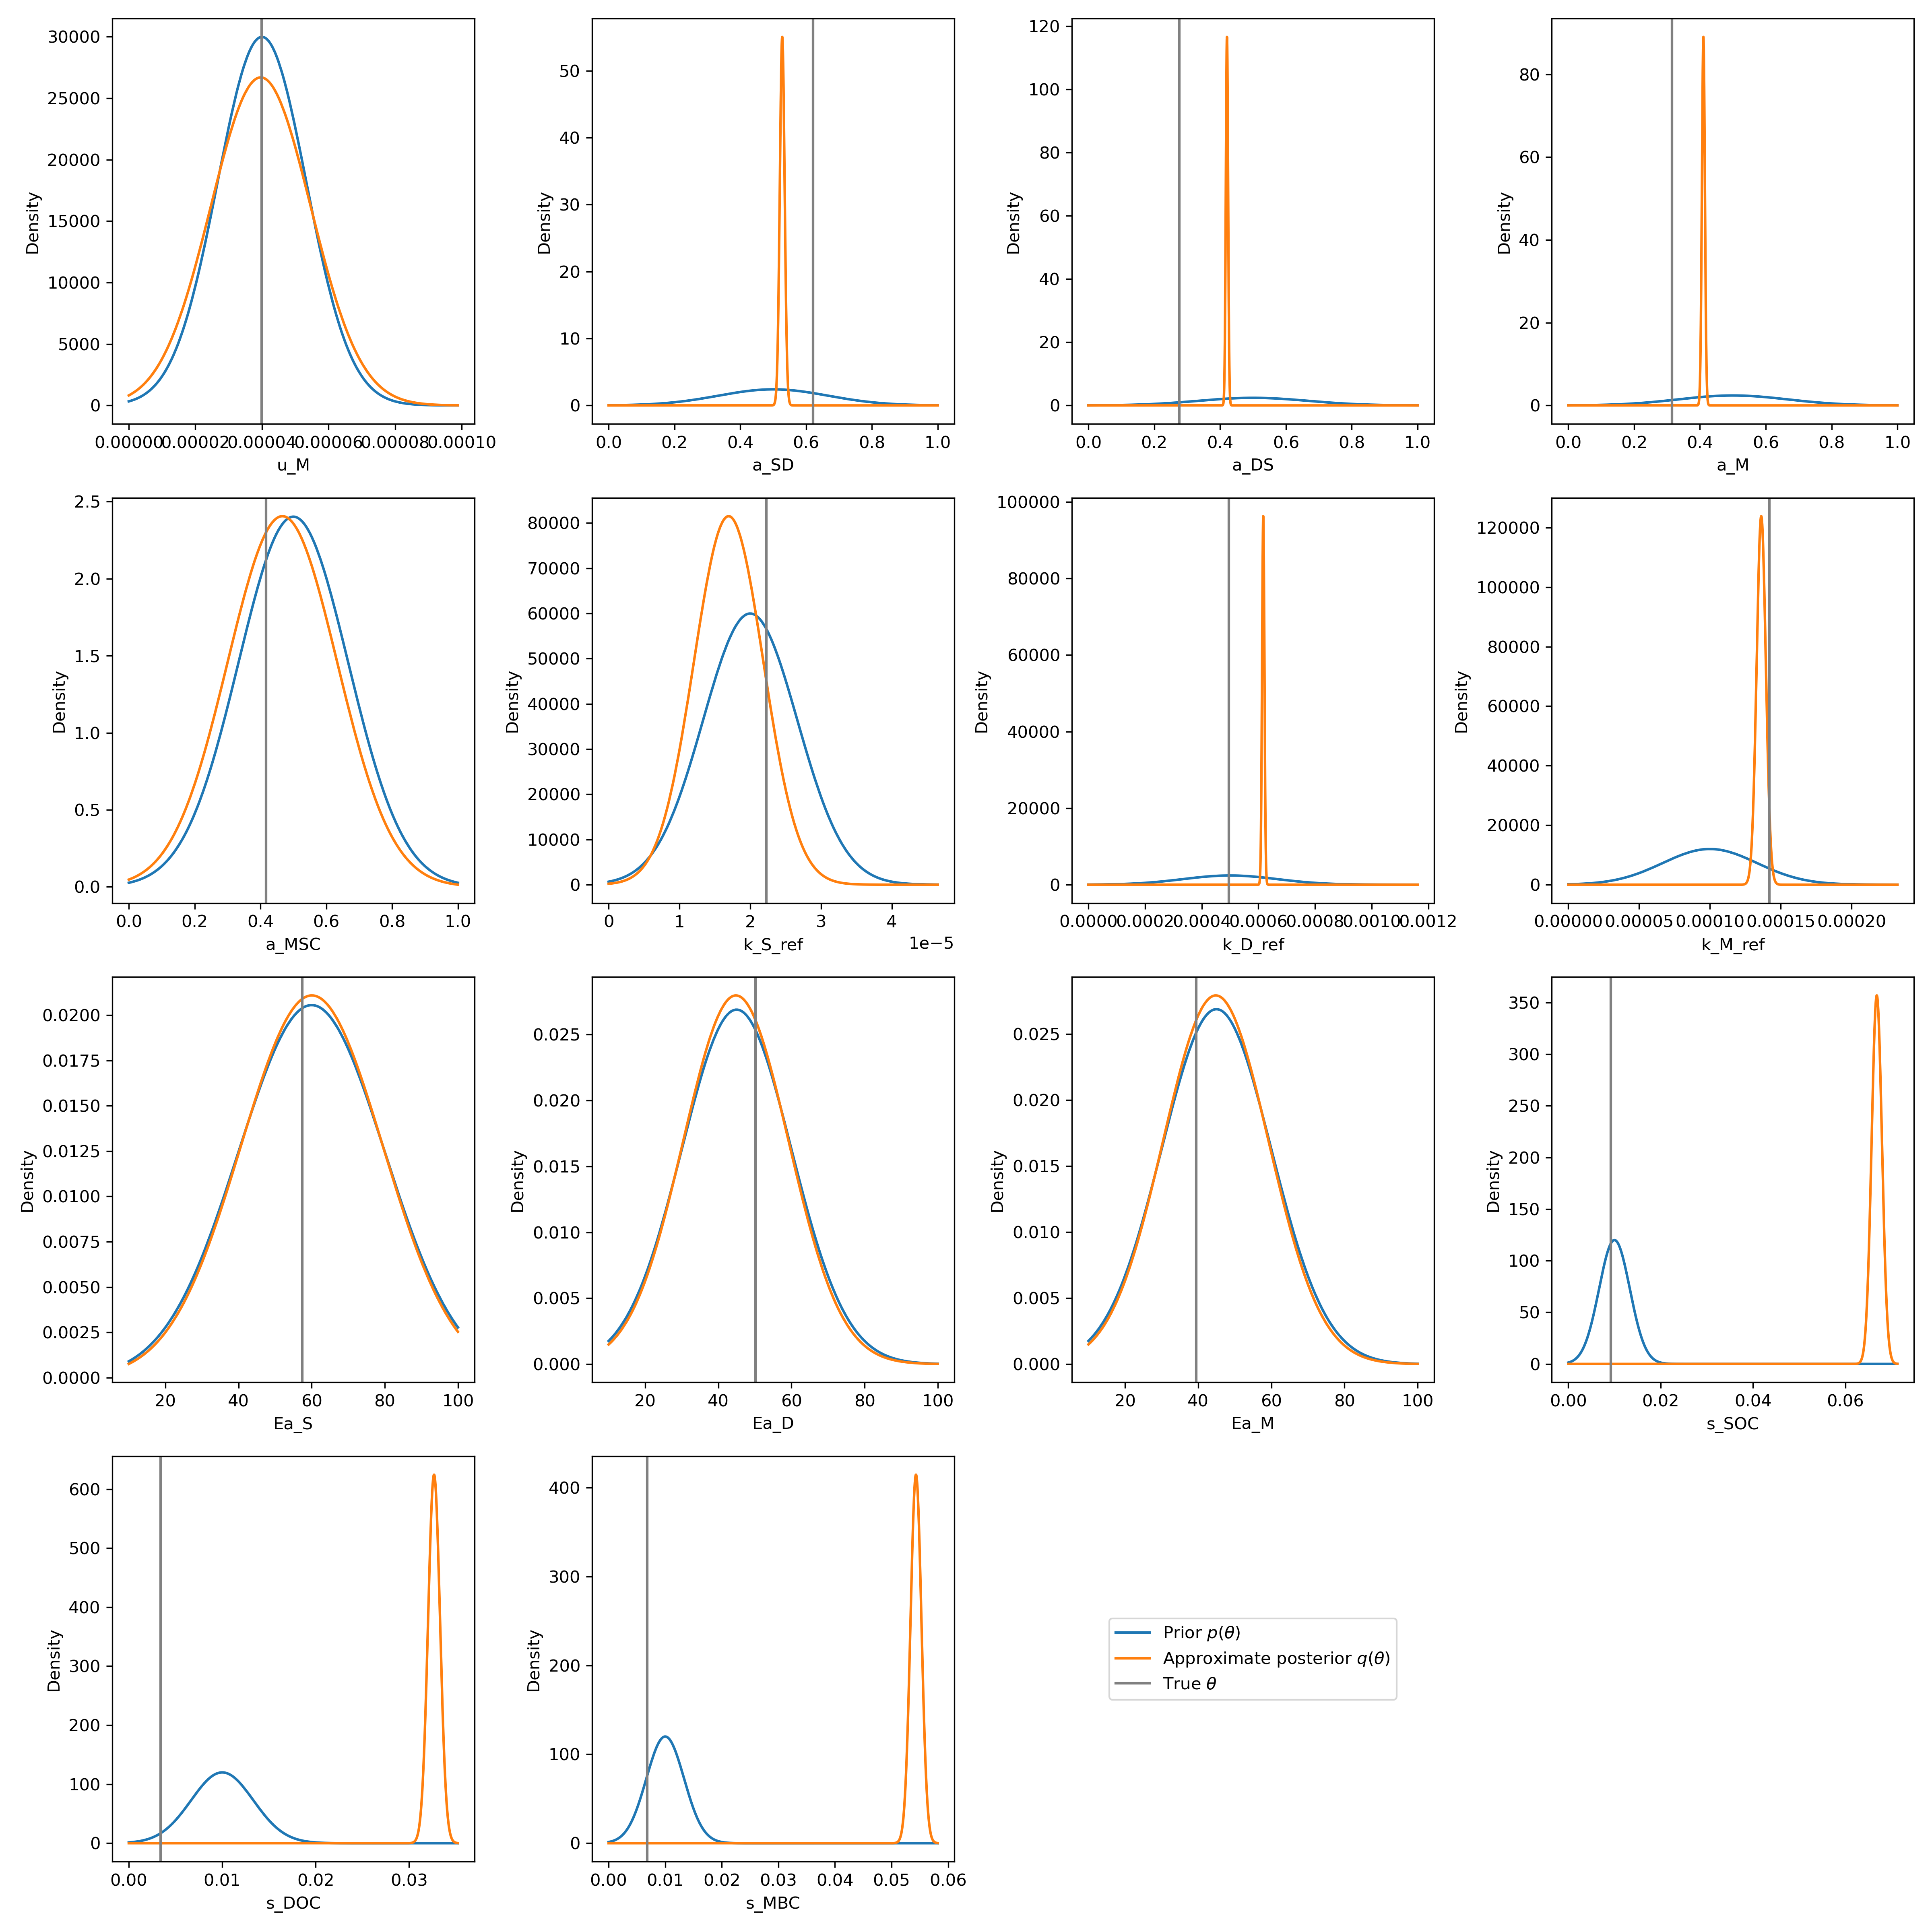 30000
25000
20000
15000
10000
5000
0
Density
0.00000 0.00002 0.00004 0.00006 0.00008 0.00010
u_M
50
40
30
20
10
0
Density
0.0 0.2 0.4 0.6 0.8 1.0
a_SD
120
100
80
60
40
20
0
Density
0.0 0.2 0.4 0.6 0.8 1.0
a_DS
80
60
40
20
0
Density
0.0 0.2 0.4 0.6 0.8 1.0
a_M
2.5
2.0
1.5
1.0
0.5
0.0
Density
0.0 0.2 0.4 0.6 0.8 1.0
a_MSC
80000
70000
60000
50000
40000
30000
20000
10000
0
Density
0 1 2 3 4
1e−5
k_S_ref
100000
80000
60000
40000
20000
0
Density
0.0000 0.0002 0.0004 0.0006 0.0008 0.0010 0.0012
k_D_ref
120000
100000
80000
60000
40000
20000
0
Density
0.00000 0.00005 0.00010 0.00015 0.00020
k_M_ref
0.0200
0.0175
0.0150
0.0125
0.0100
0.0075
0.0050
0.0025
0.0000
Density
20 40 60 80 100
Ea_S
0.025
0.020
0.015
0.010
0.005
0.000
Density
20 40 60 80 100
Ea_D
0.025
0.020
0.015
0.010
0.005
0.000
Density
20 40 60 80 100
Ea_M
350
300
250
200
150
100
50
0
Density
0.00 0.02 0.04 0.06
s_SOC
600
500
400
300
200
100
0
Density
0.00 0.01 0.02 0.03
s_DOC
400
300
200
100
0
Density
0.00 0.01 0.02 0.03 0.04 0.05 0.06
s_MBC
Prior p(θ)
Approximate posterior q(θ)
True θ